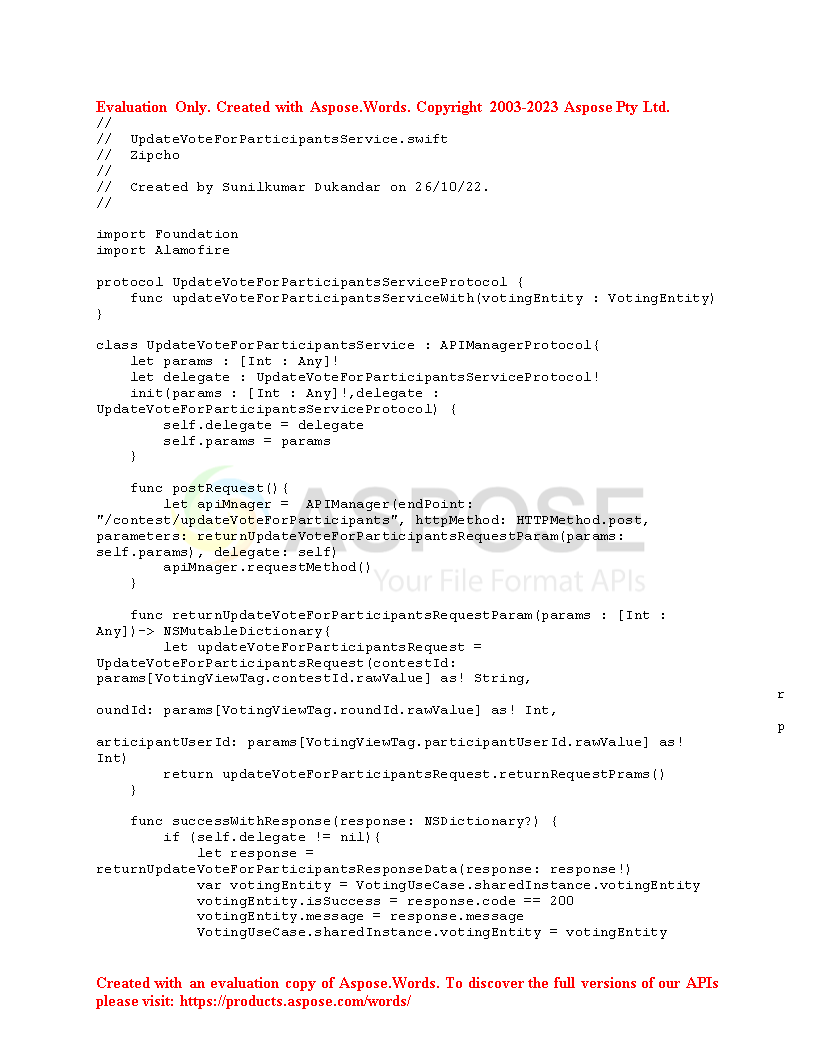 Evaluation Only. Created with Aspose.Words. Copyright 2003-2023 Aspose Pty Ltd.
//
//  UpdateVoteForParticipantsService.swift
//  Zipcho
//
//  Created by Sunilkumar Dukandar on 26/10/22.
//
import Foundation
import Alamofire
protocol UpdateVoteForParticipantsServiceProtocol {
    func updateVoteForParticipantsServiceWith(votingEntity : VotingEntity)
}
class UpdateVoteForParticipantsService : APIManagerProtocol{
    let params : [Int : Any]!
    let delegate : UpdateVoteForParticipantsServiceProtocol!
    init(params : [Int : Any]!,delegate :
UpdateVoteForParticipantsServiceProtocol) {
        self.delegate = delegate
        self.params = params
    }
    func postRequest(){
        let apiMnager =  APIManager(endPoint:
"/contest/updateVoteForParticipants", httpMethod: HTTPMethod.post,
parameters: returnUpdateVoteForParticipantsRequestParam(params:
self.params), delegate: self)
        apiMnager.requestMethod()
    }
ASPOSE
Your File Format APIs
    func returnUpdateVoteForParticipantsRequestParam(params : [Int :
Any])-> NSMutableDictionary{
        let updateVoteForParticipantsRequest =
UpdateVoteForParticipantsRequest(contestId:
params[VotingViewTag.contestId.rawValue] as! String,
r
oundId: params[VotingViewTag.roundId.rawValue] as! Int,
p
articipantUserId: params[VotingViewTag.participantUserId.rawValue] as!
Int)
        return updateVoteForParticipantsRequest.returnRequestPrams()
    }
    func successWithResponse(response: NSDictionary?) {
        if (self.delegate != nil){
            let response =
returnUpdateVoteForParticipantsResponseData(response: response!)
            var votingEntity = VotingUseCase.sharedInstance.votingEntity
            votingEntity.isSuccess = response.code == 200
            votingEntity.message = response.message
            VotingUseCase.sharedInstance.votingEntity = votingEntity
Created with an evaluation copy of Aspose.Words. To discover the full versions of our APIs
please visit: https://products.aspose.com/words/